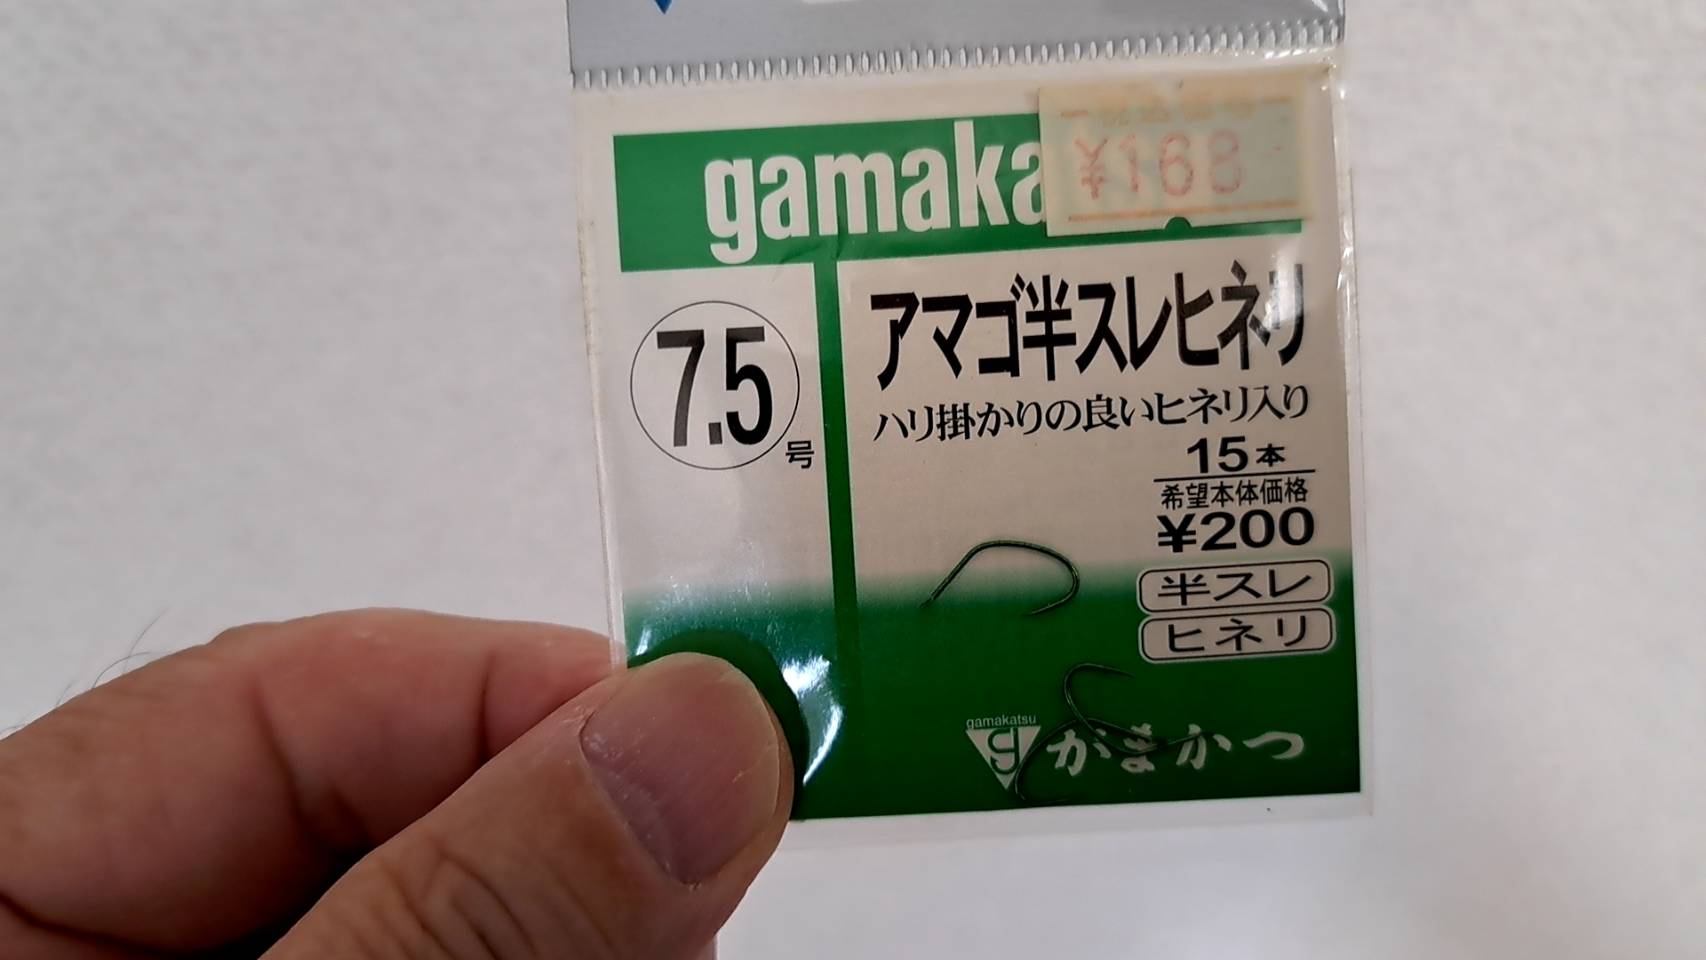 gamaka
¥168
7.5号
アマゴ半スレヒネリ
ハリ掛かりの良いヒネリ入り
15本
希望本体価格
¥200
半スレ
ヒネリ
gamakatsu
がまかつ